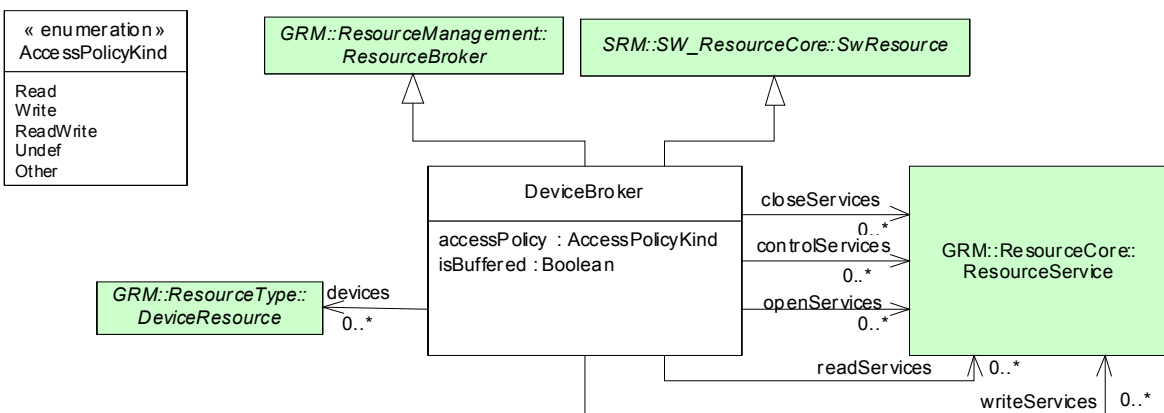 « enumeration »
AccessPolicyKind
Read
Write
ReadWrite
Undef
Other
GRM::ResourceManagement::
ResourceBroker
SRM::SW_ResourceCore::SwResource
DeviceBroker
accessPolicy : AccessPolicyKind
isBuffered : Boolean
closeServices
0..*
controlServices
0..*
openServices
0..*
GRM::ResourceCore::
ResourceService
GRM::ResourceType::
DeviceResource
devices
0..*
readServices
0..*
writeServices
0..*